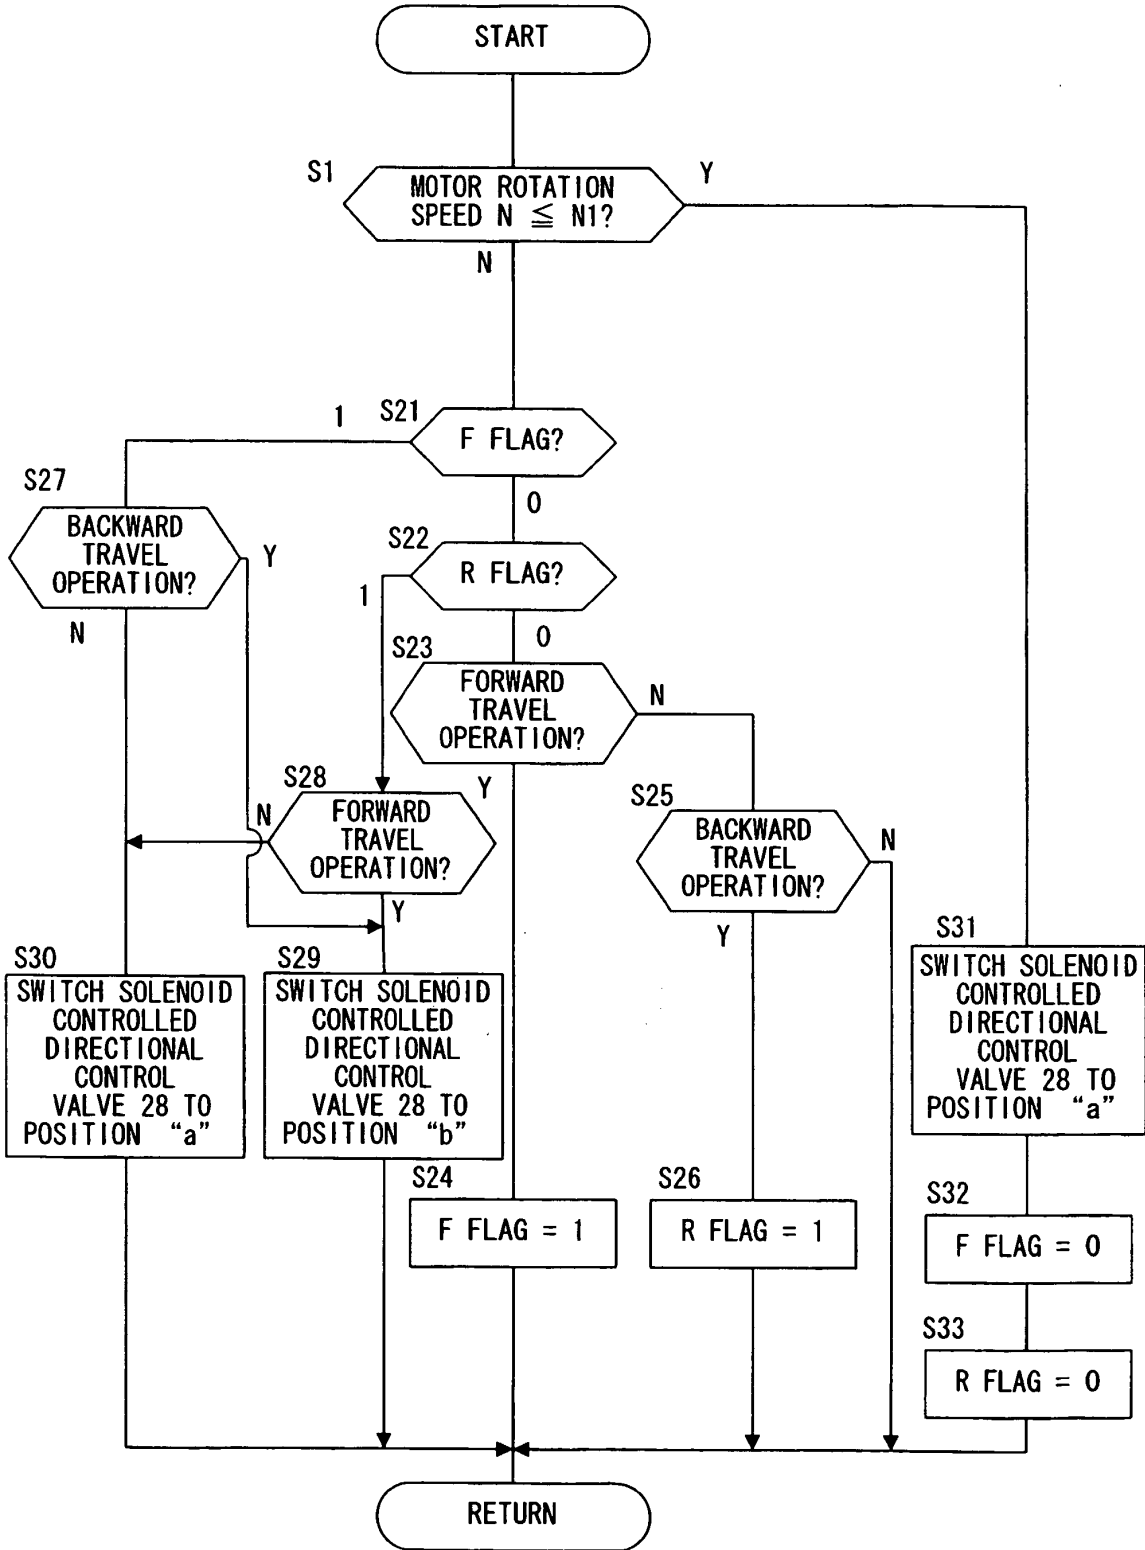 START
S1
MOTOR ROTATION
SPEED N ≦ N1?
Y
N
S21
F FLAG?
1
0
S27
BACKWARD
TRAVEL
OPERATION?
Y
N
S22
R FLAG?
1
0
S23
FORWARD
TRAVEL
OPERATION?
N
Y
S28
FORWARD
TRAVEL
OPERATION?
N
Y
S25
BACKWARD
TRAVEL
OPERATION?
N
Y
S30
SWITCH SOLENOID
CONTROLLED
DIRECTIONAL
CONTROL
VALVE 28 TO
POSITION “a”
S29
SWITCH SOLENOID
CONTROLLED
DIRECTIONAL
CONTROL
VALVE 28 TO
POSITION “b”
S31
SWITCH SOLENOID
CONTROLLED
DIRECTIONAL
CONTROL
VALVE 28 TO
POSITION “a”
S24
F FLAG = 1
S26
R FLAG = 1
S32
F FLAG = 0
S33
R FLAG = 0
RETURN